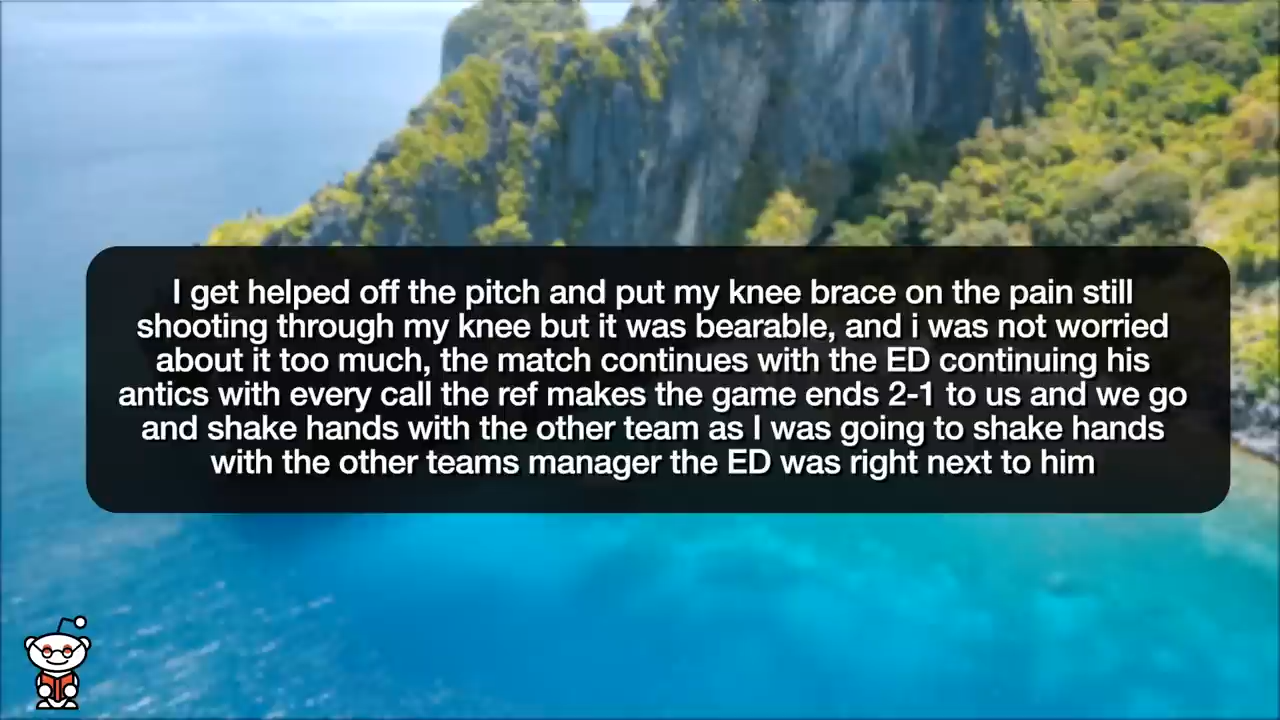 I get helped off the pitch and put my knee brace on the pain still
shooting through my knee but it was bearable, and i was not worried
about it too much, the match continues with the ED continuing his
antics with every call the ref makes the game ends 2-1 to us and we go
and shake hands with the other team as I was going to shake hands
with the other teams manager the ED was right next to him